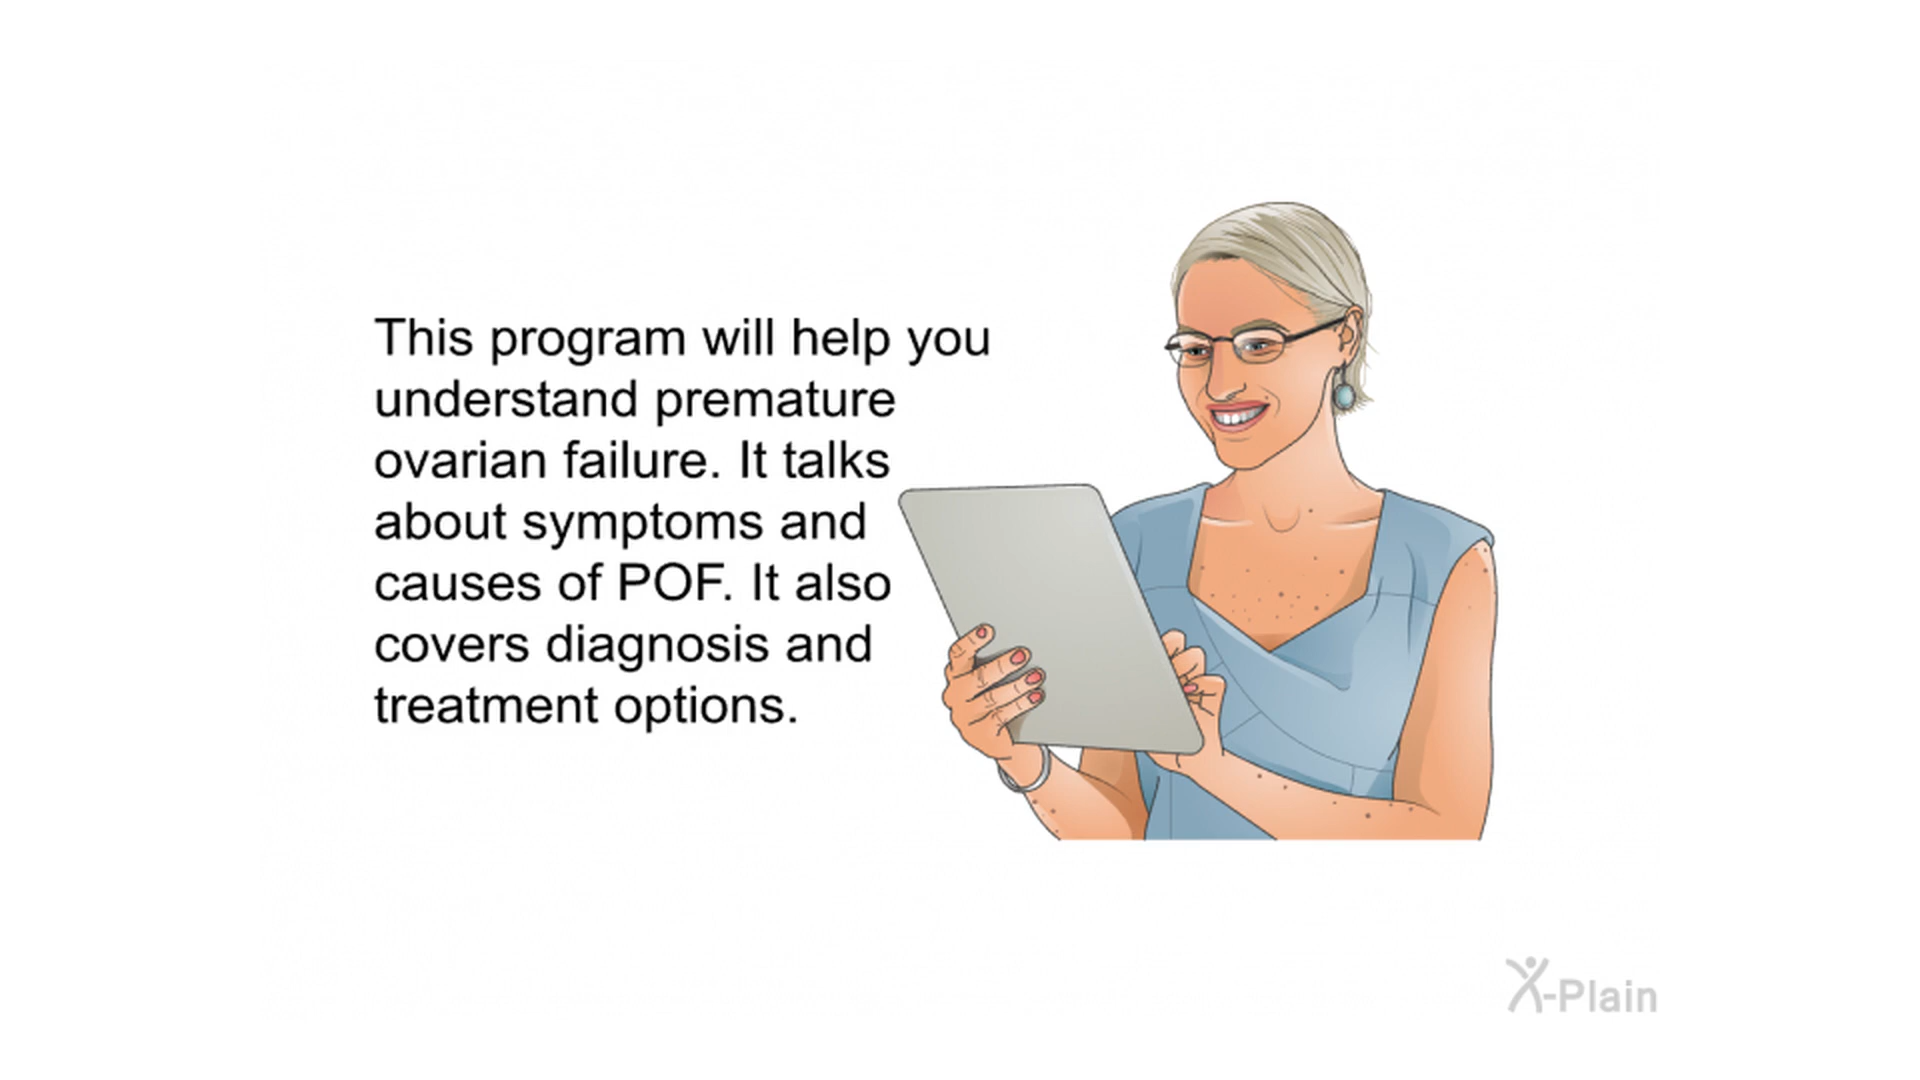 This program will help you
understand premature
ovarian failure. It talks
about symptoms and
causes of POF. It also
covers diagnosis and
treatment options.
X-Plain